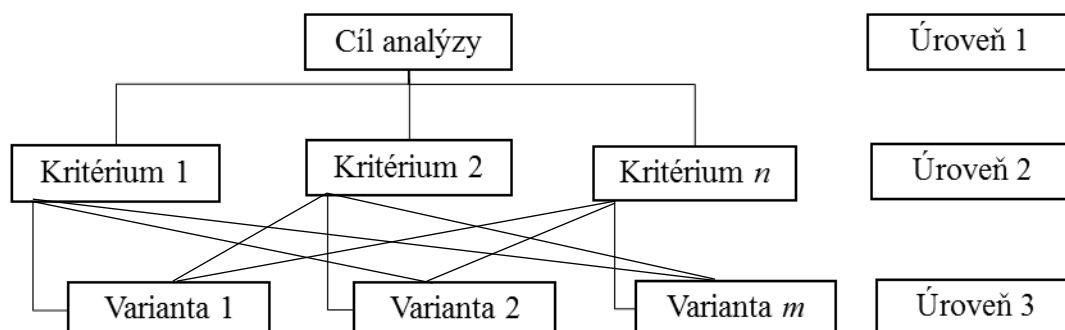 Cíl analýzy
Úroveň 1
Kritérium 1
Kritérium 2
Kritérium n
Úroveň 2
Varianta 1
Varianta 2
Varianta m
Úroveň 3